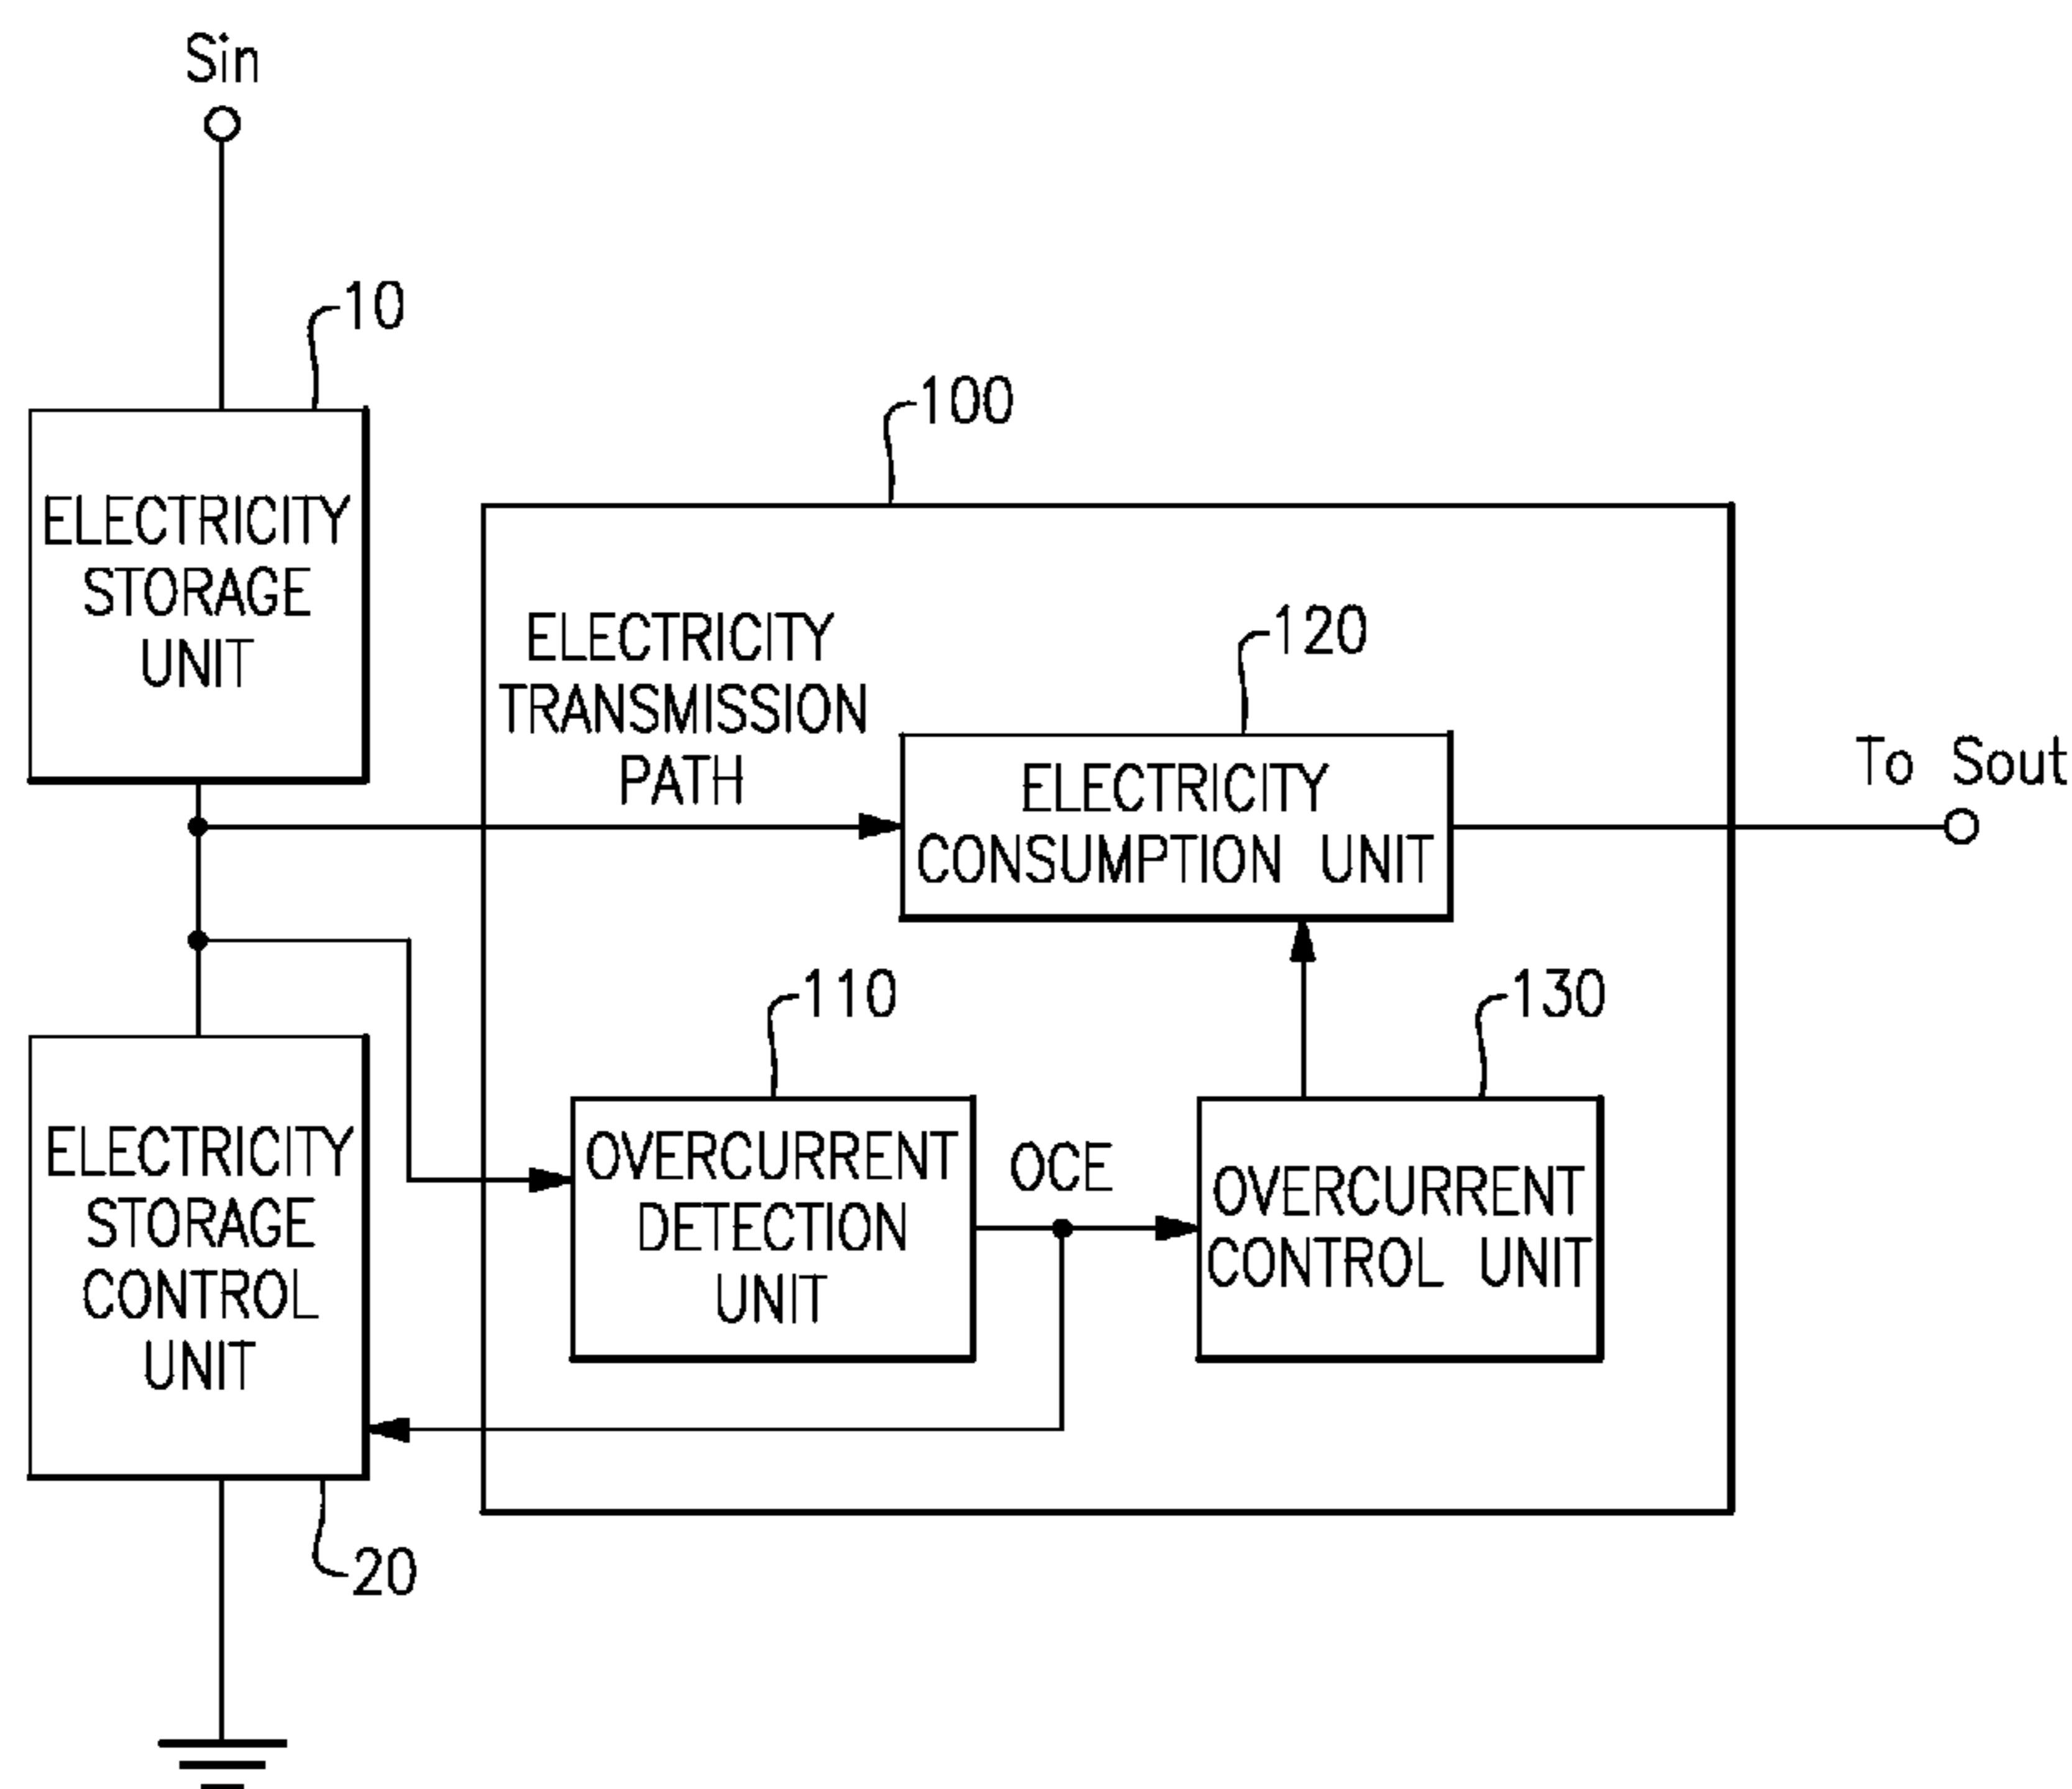 Sin
10
ELECTRICITY
STORAGE
UNIT
100
ELECTRICITY
TRANSMISSION
PATH
120
ELECTRICITY
CONSUMPTION UNIT
To Sout
110
130
ELECTRICITY
STORAGE
CONTROL
UNIT
OVERCURRENT
DETECTION
UNIT
OCE
OVERCURRENT
CONTROL UNIT
20